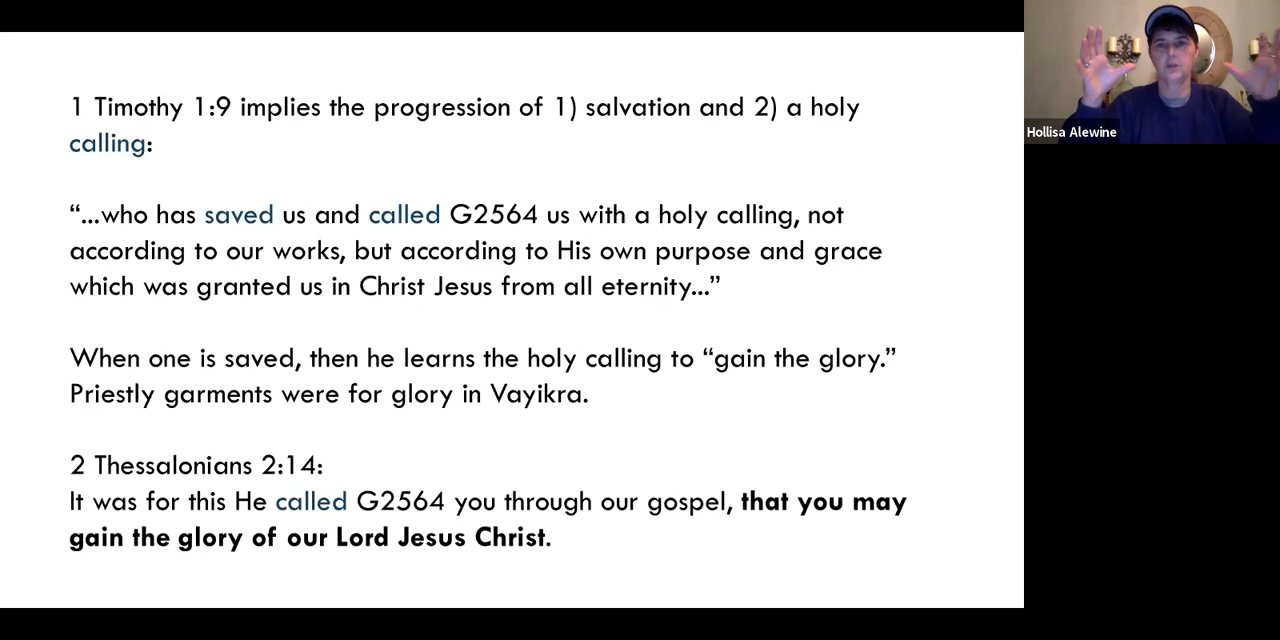 1 Timothy 1:9 implies the progression of 1) salvation and 2) a holy
calling:
“...who has saved us and called G2564 us with a holy calling, not
according to our works, but according to His own purpose and grace
which was granted us in Christ Jesus from all eternity...”
When one is saved, then he learns the holy calling to “gain the glory.”
Priestly garments were for glory in Vayikra.
2 Thessalonians 2:14:
It was for this He called G2564 you through our gospel, that you may
gain the glory of our Lord Jesus Christ.
Hollisa Alewine